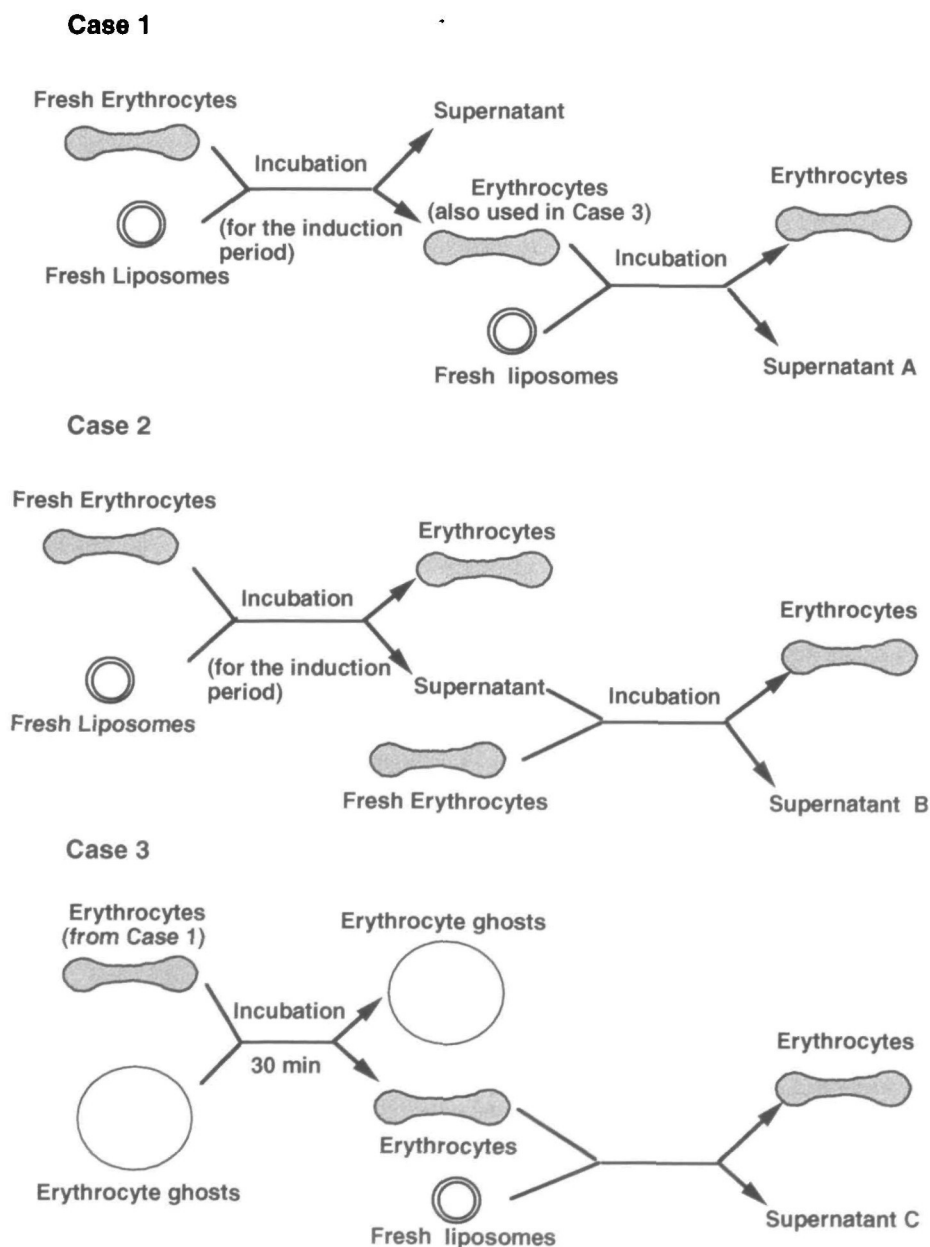 Case 1
Fresh Erythrocytes
Supernatant
Incubation
(for the induction
period)
Fresh Liposomes
Erythrocytes
(also used in Case 3)
Incubation
Erythrocytes
Fresh liposomes
Supernatant A
Case 2
Fresh Erythrocytes
Erythrocytes
Incubation
(for the induction
period)
Fresh Liposomes
Supernatant
Incubation
Erythrocytes
Fresh Erythrocytes
Supernatant B
Case 3
Erythrocytes
(from Case 1)
Erythrocyte ghosts
Incubation
30 min
Erythrocyte ghosts
Erythrocytes
Erythrocytes
Fresh liposomes
Supernatant C